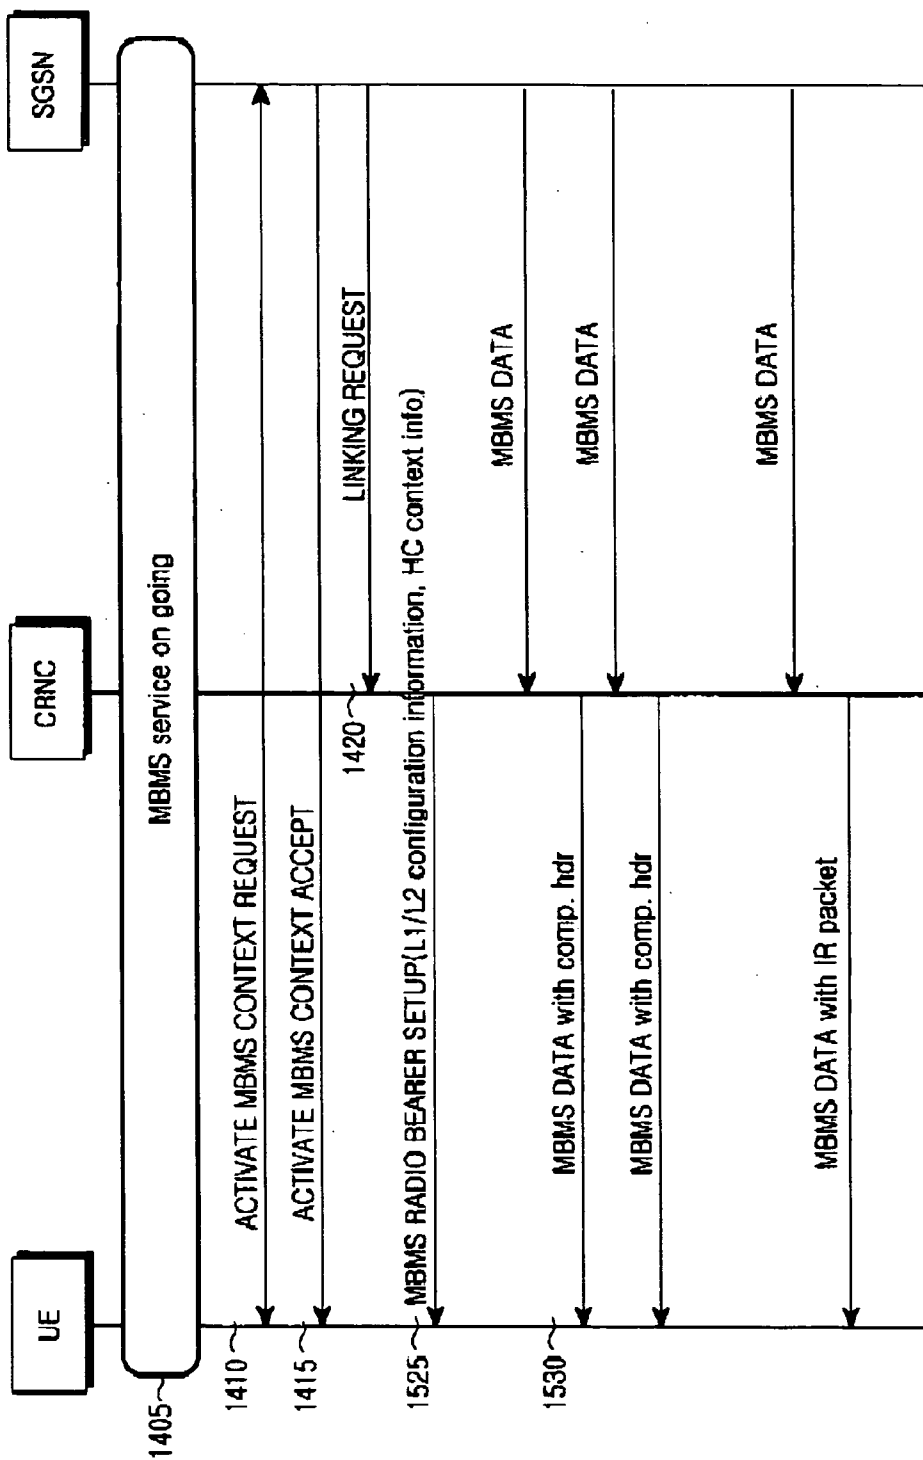 UE
CRNC
SGSN
1405
MBMS service on going
1410
ACTIVATE MBMS CONTEXT REQUEST
1415
ACTIVATE MBMS CONTEXT ACCEPT
1420
LINKING REQUEST
1525
MBMS RADIO BEARER SETUP(L1/L2 configuration information, HC context info)
MBMS DATA
1530
MBMS DATA with comp. hdr
MBMS DATA
MBMS DATA with comp. hdr
MBMS DATA
MBMS DATA with IR packet